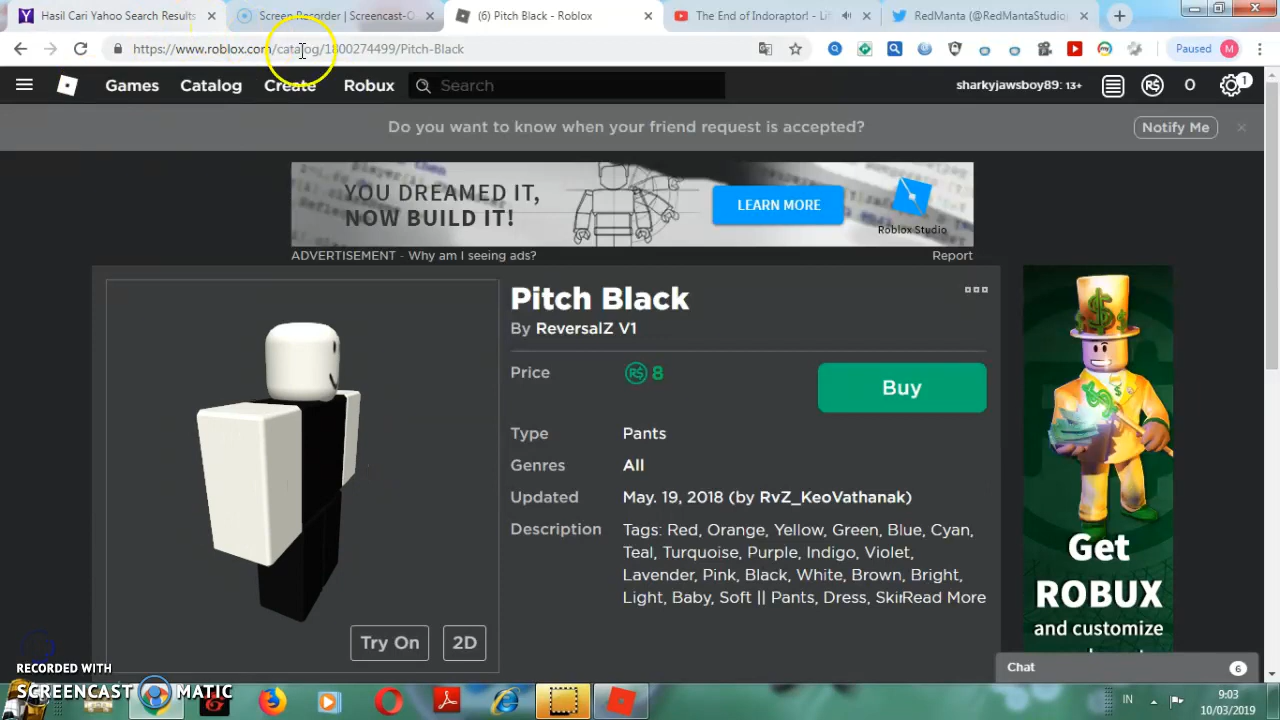 Hasil Cari Yahoo Search Results
Screen Recorder | Screencast-O
(6) Pitch Black - Roblox
The End of Indoraptor! - Li
RedManta (@RedMantaStudio
https://www.roblox.com/catalog/1800274499/Pitch-Black
Paused
M
Games
Catalog
Create
Robux
Search
sharkyjawsboy89: 13+
0
1
Do you want to know when your friend request is accepted?
Notify Me
YOU DREAMED IT,
NOW BUILD IT!
LEARN MORE
Roblox Studio
ADVERTISEMENT - Why am I seeing ads?
Report
Pitch Black
By ReversalZ V1
Price
R$ 8
Buy
Type
Pants
Genres
All
Updated
May. 19, 2018 (by RvZ_KeoVathanak)
Description
Tags: Red, Orange, Yellow, Green, Blue, Cyan,
Teal, Turquoise, Purple, Indigo, Violet,
Lavender, Pink, Black, White, Brown, Bright,
Light, Baby, Soft || Pants, Dress, Ski
Read More
Try On
2D
Get
ROBUX
and customize
Chat
6
RECORDED WITH
SCREENCAST MATIC
IN
9:03
10/03/2019